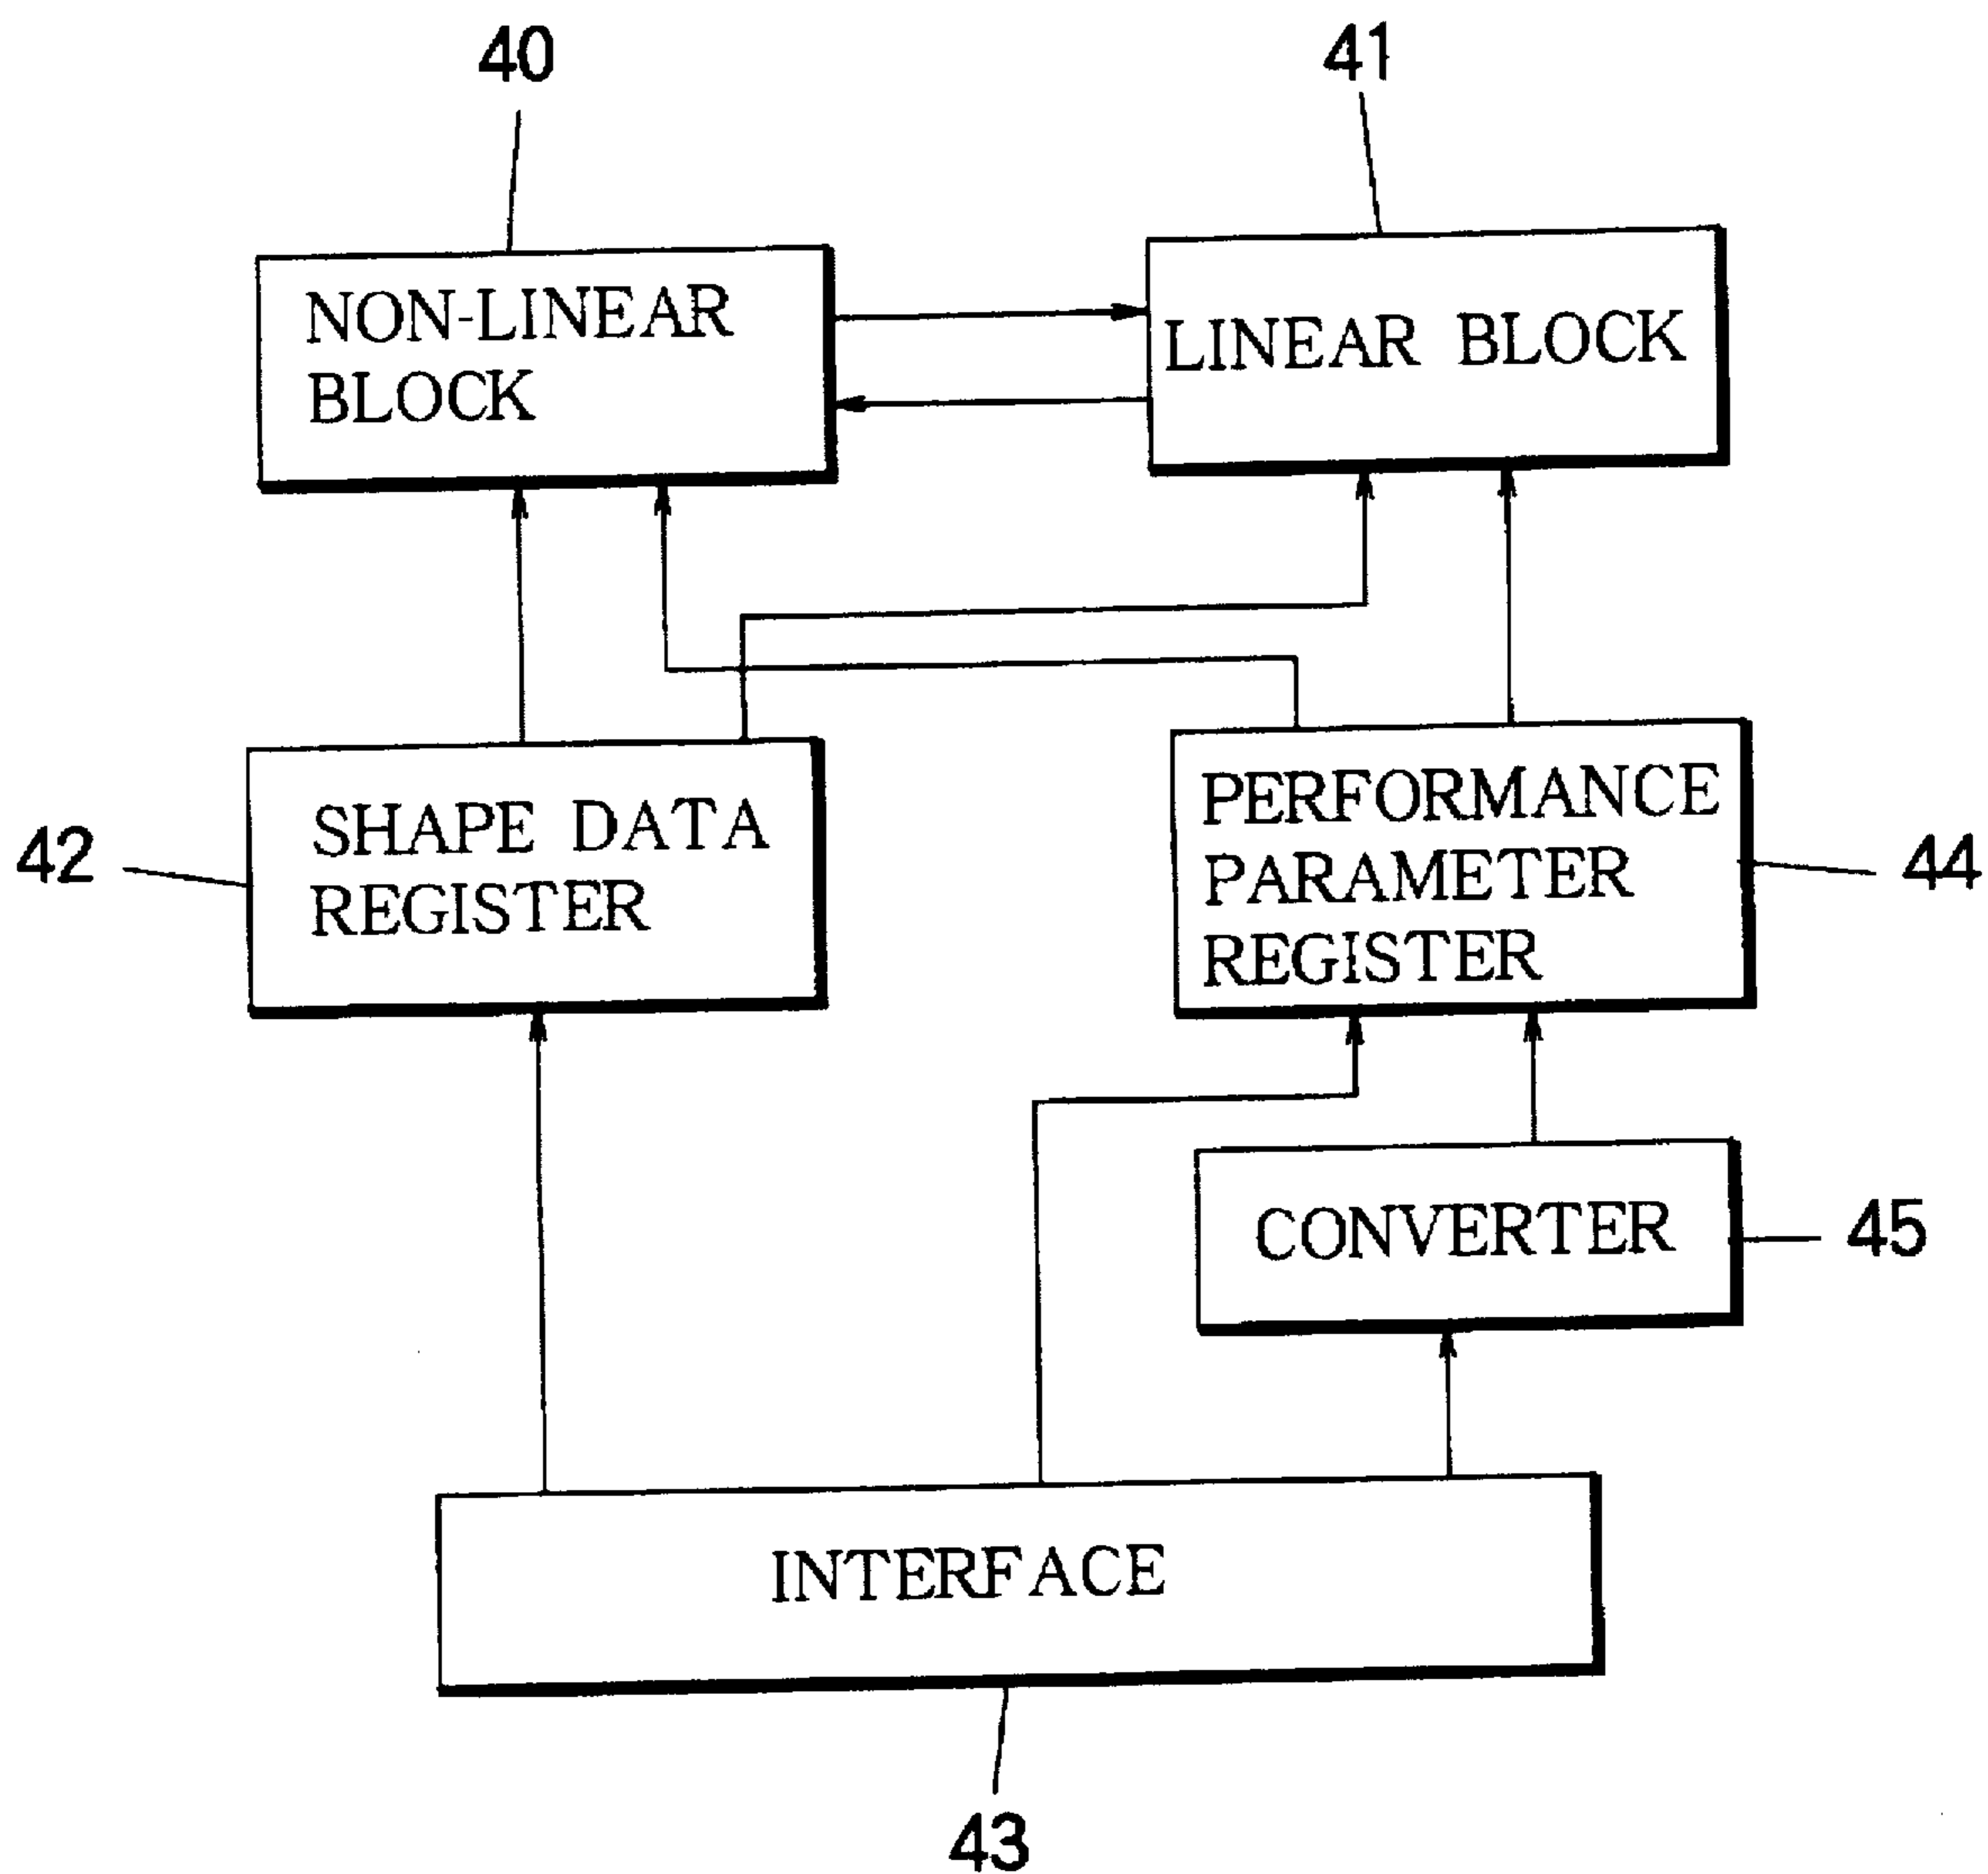 40
41
NON-LINEAR
BLOCK
LINEAR BLOCK
42
SHAPE DATA
REGISTER
PERFORMANCE
PARAMETER
REGISTER
44
CONVERTER
45
INTERFACE
43